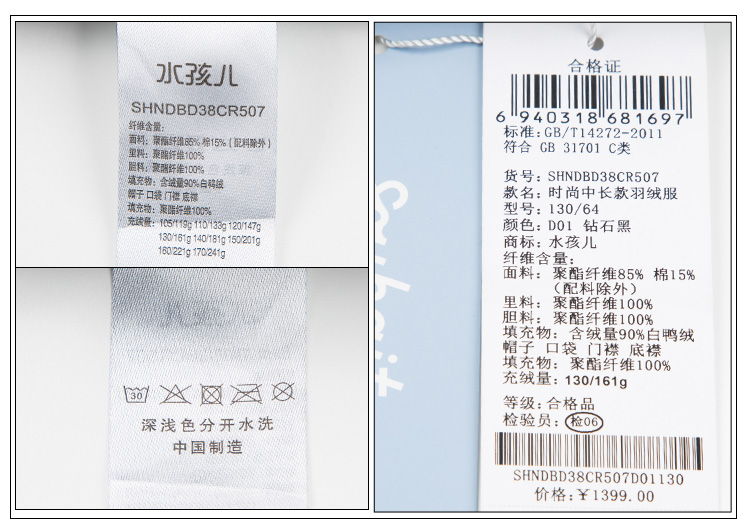 水孩儿
SHNDBD38CR507
纤维含量:
面料: 聚酯纤维85% 棉15%(配料除外)
里料: 聚酯纤维100%
胆料: 聚酯纤维100%
填充物: 含绒量90%白鸭绒
帽子 口袋 门襟 底襟
填充物: 聚酯纤维100%
充绒量: 105/119g 110/133g 120/147g
130/161g 140/181g 150/201g
160/221g 170/241g
30
深浅色分开水洗
中国制造
合格证
6 940318 681697
标准:GB/T14272-2011
符合 GB 31701 C类
货号: SHNDBD38CR507
款名: 时尚中长款羽绒服
型号: 130/64
颜色: D01 钻石黑
商标: 水孩儿
纤维含量:
面料: 聚酯纤维85% 棉15%
(配料除外)
里料: 聚酯纤维100%
胆料: 聚酯纤维100%
填充物: 含绒量90%白鸭绒
帽子 口袋 门襟 底襟
填充物: 聚酯纤维100%
充绒量: 130/161g
等级: 合格品
检验员: 检06
SHNDBD38CR507D01130
价格: ¥1399.00